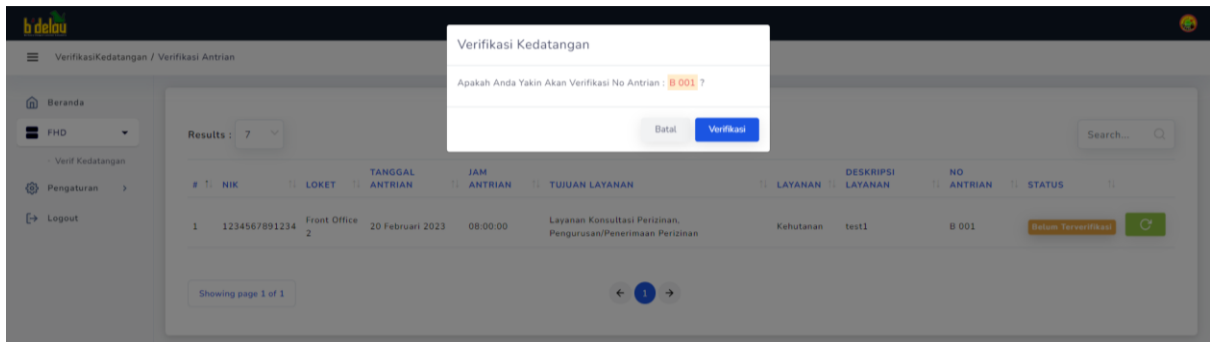 b'delau
VerifikasiKedatangan / Verifikasi Antrian
Verifikasi Kedatangan
Apakah Anda Yakin Akan Verifikasi No Antrian : B 001 ?
Batal Verifikasi
Beranda
FHD
Verif Kedatangan
Pengaturan
Logout
Results : 7
Search...
# NIK LOKET TANGGAL ANTRIAN JAM ANTRIAN TUJUAN LAYANAN LAYANAN DESKRIPSI LAYANAN NO ANTRIAN STATUS
1 1234567891234 Front Office 2 20 Februari 2023 08:00:00 Layanan Konsultasi Perizinan, Pengurusan/Penerimaan Perizinan Kehutanan test1 B 001 Belum Terverifikasi
Showing page 1 of 1
1